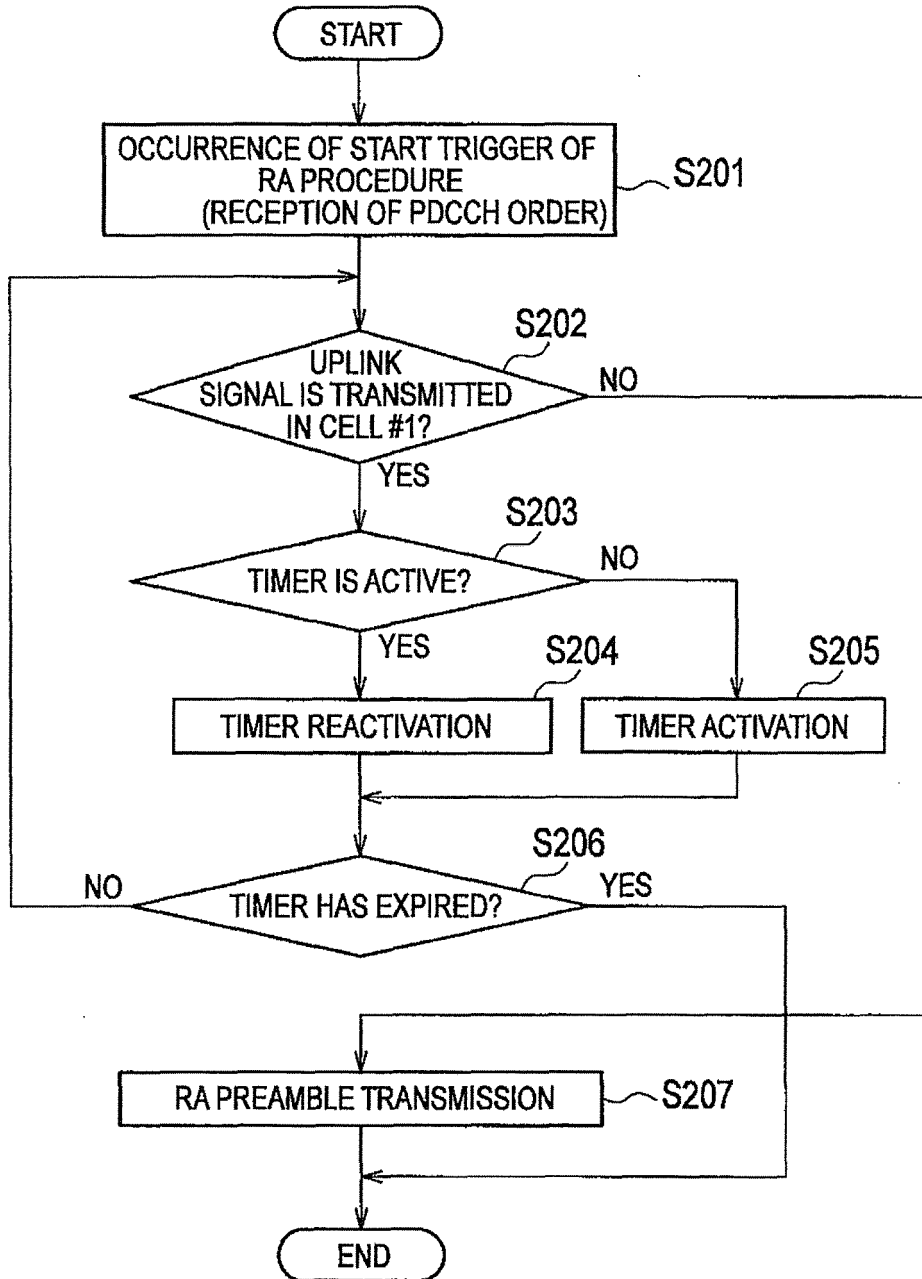 START
OCCURRENCE OF START TRIGGER OF
RA PROCEDURE
(RECEPTION OF PDCCH ORDER)
S201
S202
UPLINK
SIGNAL IS TRANSMITTED
IN CELL #1?
NO
YES
S203
TIMER IS ACTIVE?
NO
YES
S204
TIMER REACTIVATION
S205
TIMER ACTIVATION
S206
NO
TIMER HAS EXPIRED?
YES
RA PREAMBLE TRANSMISSION
S207
END